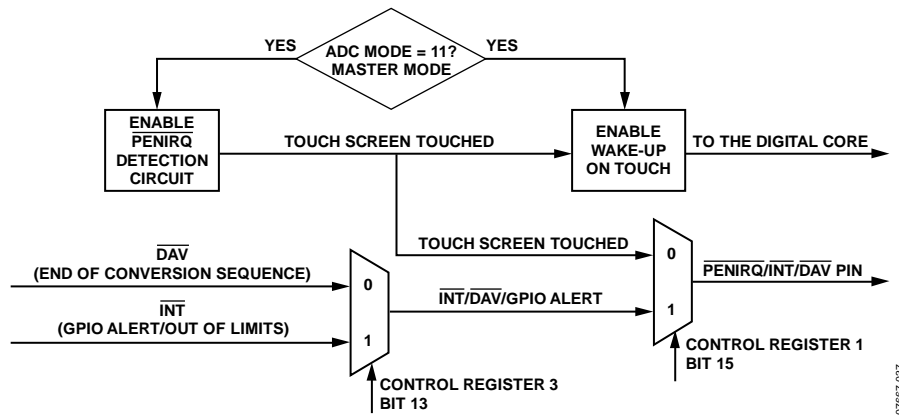 YES
ADC MODE = 11?
MASTER MODE
YES
ENABLE
PENIRQ
DETECTION
CIRCUIT
TOUCH SCREEN TOUCHED
ENABLE
WAKE-UP
ON TOUCH
TO THE DIGITAL CORE
TOUCH SCREEN TOUCHED
DAV
(END OF CONVERSION SEQUENCE)
0
0
PENIRQ/INT/DAV PIN
INT/DAV/GPIO ALERT
INT
(GPIO ALERT/OUT OF LIMITS)
1
1
CONTROL REGISTER 1
BIT 15
CONTROL REGISTER 3
BIT 13
07667-027